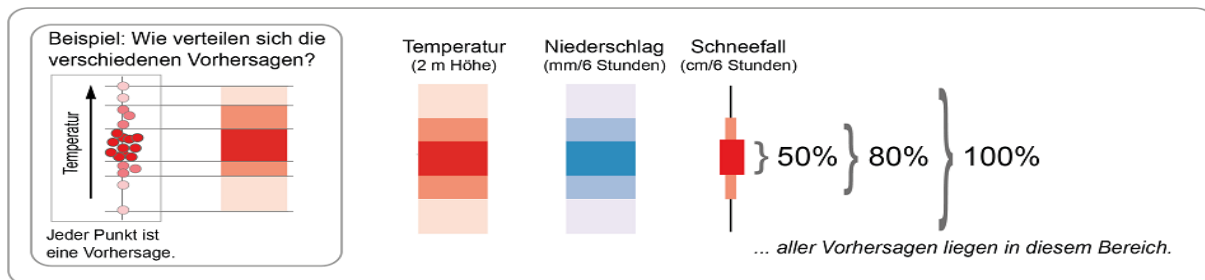 Beispiel: Wie verteilen sich die
verschiedenen Vorhersagen?
Temperatur
Jeder Punkt ist
eine Vorhersage.
Temperatur
(2 m Höhe)
Niederschlag
(mm/6 Stunden)
Schneefall
(cm/6 Stunden)
50%
80%
100%
... aller Vorhersagen liegen in diesem Bereich.